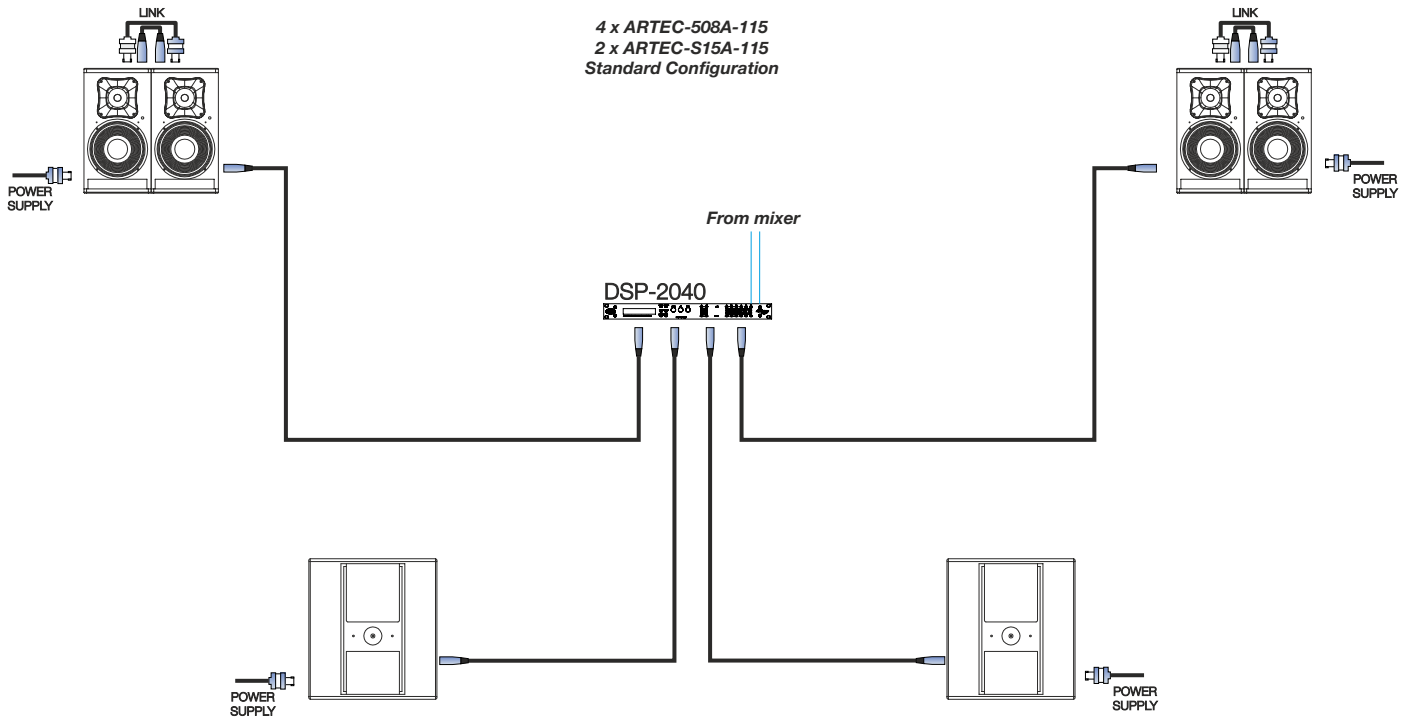 LINK
4 x ARTEC-508A-115
2 x ARTEC-S15A-115
Standard Configuration
LINK
POWER
SUPPLY
POWER
SUPPLY
From mixer
DSP-2040
POWER
SUPPLY
POWER
SUPPLY